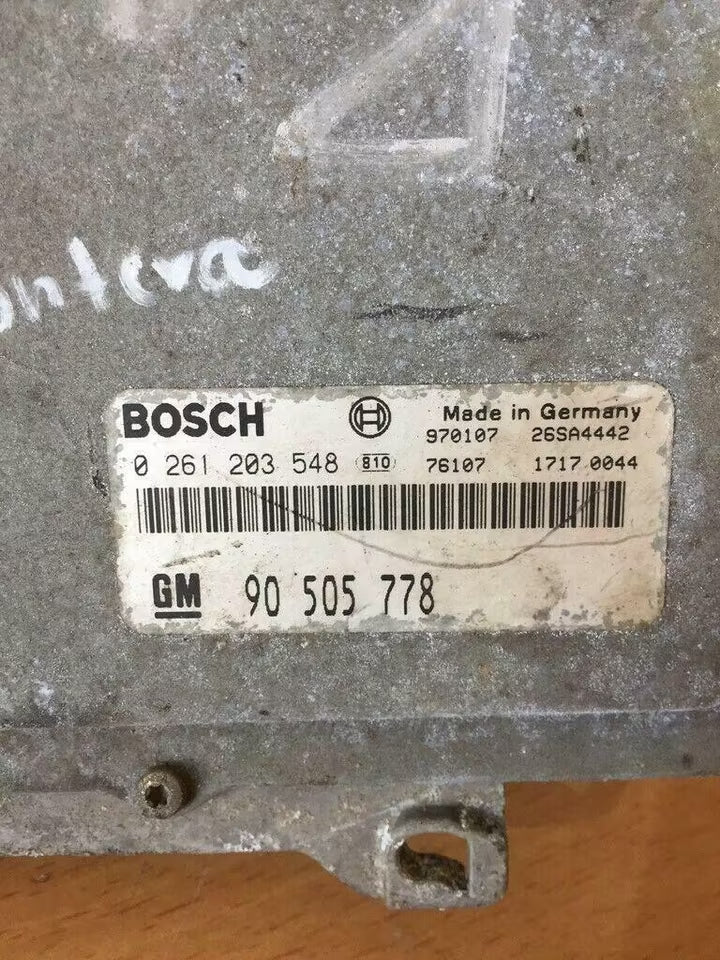 ontera
BOSCH Made in Germany
970107 26SA4442
0 261 203 548 810 76107 1717 0044
GM 90 505 778